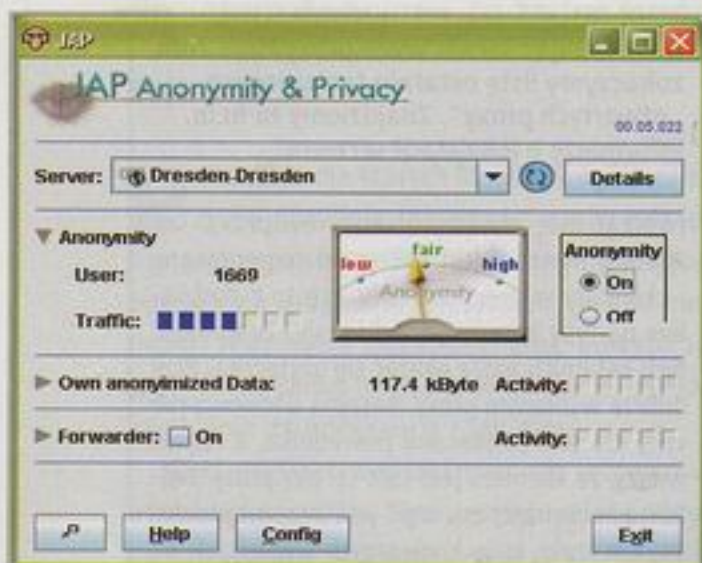 JAP
JAP Anonymity & Privacy
00.05.022
Server: Dresden-Dresden Details
Anonymity
User: 1669
Traffic:
low fair high
Anonymity
Anonymity
On
Off
Own anonyimized Data: 117.4 kByte Activity:
Forwarder: On Activity:
Help Config Exit